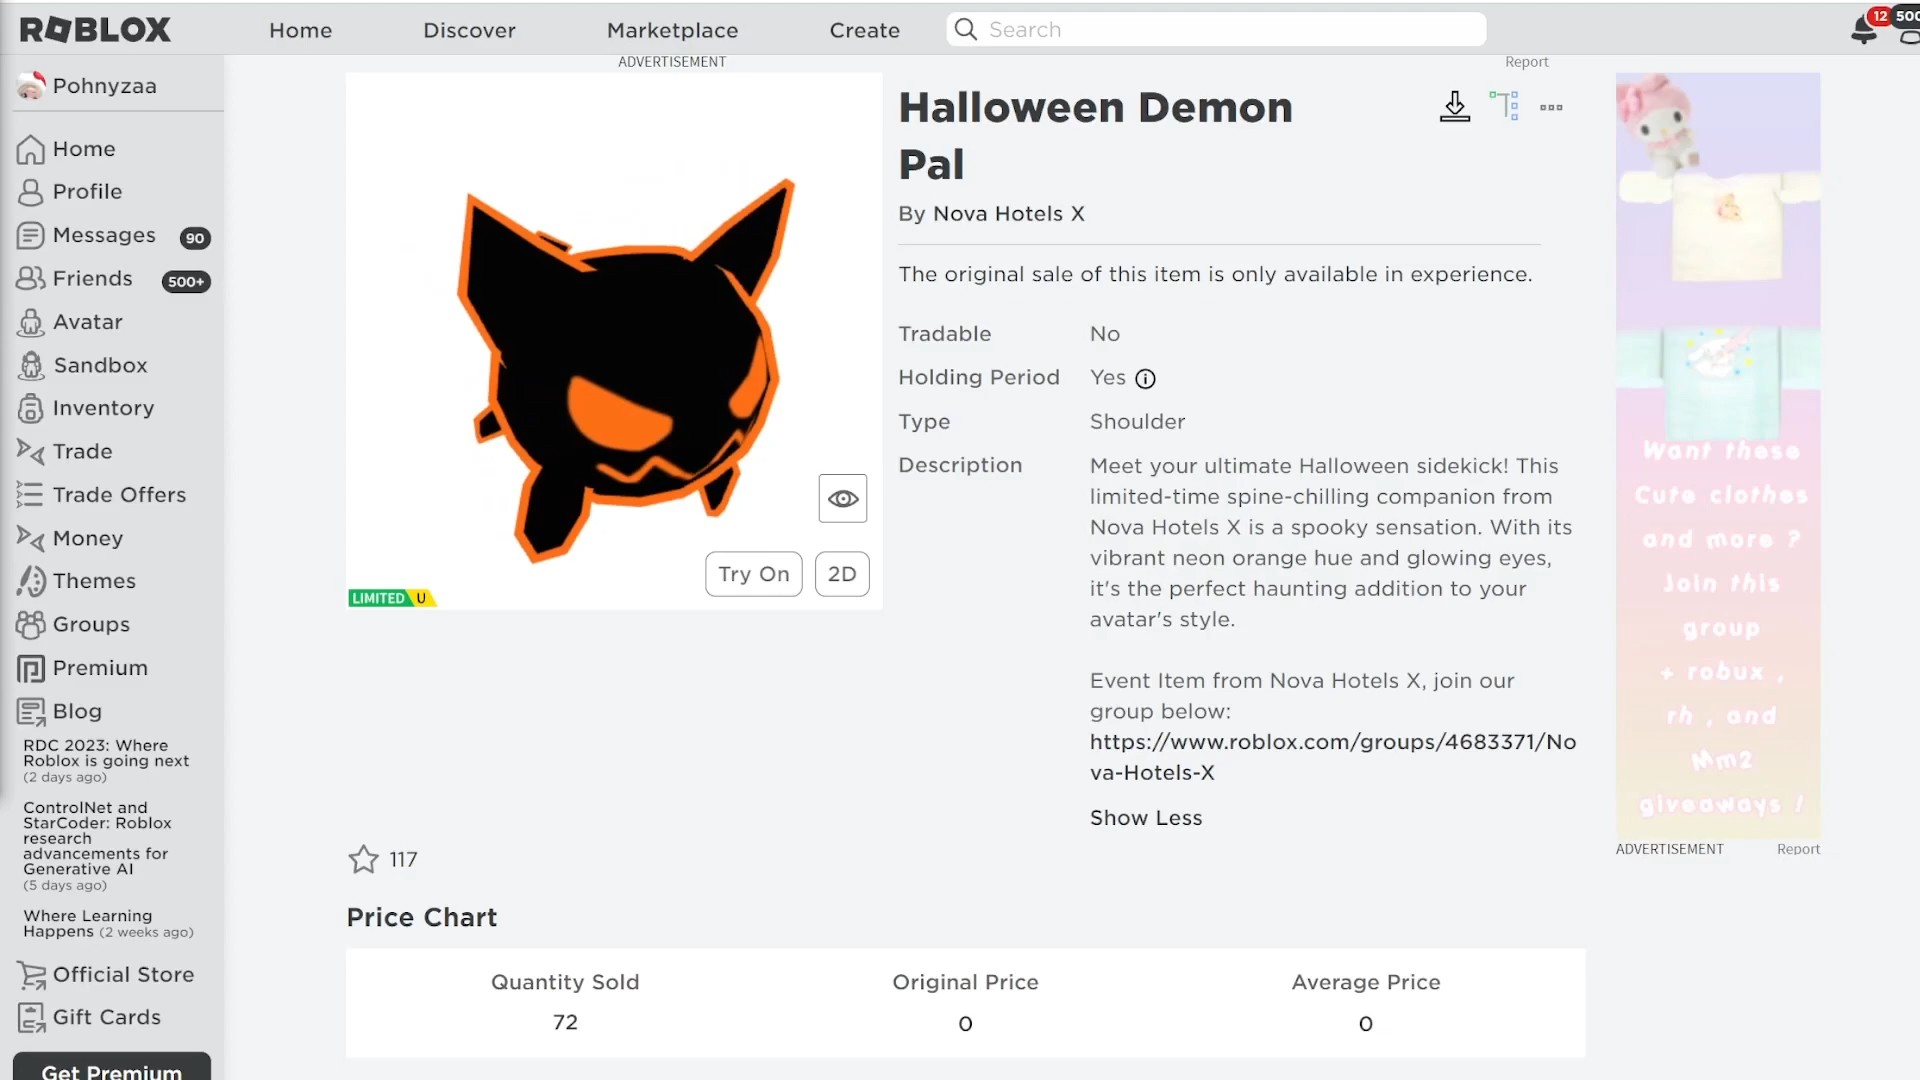 ROBLOX
Home
Discover
Marketplace
Create
Search
12
500
Pohnyzaa
Home
Profile
Messages
90
Friends
500+
Avatar
Sandbox
Inventory
Trade
Trade Offers
Money
Themes
Groups
Premium
Blog
RDC 2023: Where
Roblox is going next
(2 days ago)
ControlNet and
StarCoder: Roblox
research
advancements for
Generative AI
(5 days ago)
Where Learning
Happens (2 weeks ago)
Official Store
Gift Cards
Get Premium
ADVERTISEMENT
Report
Try On
2D
LIMITED U
Halloween Demon
Pal
By Nova Hotels X
The original sale of this item is only available in experience.
Tradable
No
Holding Period
Yes
Type
Shoulder
Description
Meet your ultimate Halloween sidekick! This
limited-time spine-chilling companion from
Nova Hotels X is a spooky sensation. With its
vibrant neon orange hue and glowing eyes,
it's the perfect haunting addition to your
avatar's style.
Event Item from Nova Hotels X, join our
group below:
https://www.roblox.com/groups/4683371/No
va-Hotels-X
Show Less
117
Price Chart
Quantity Sold
72
Original Price
0
Average Price
0
Want these
Cute clothes
and more ?
Join this
group
+ robux ,
rh , and
Mm2
giveaways !
ADVERTISEMENT
Report